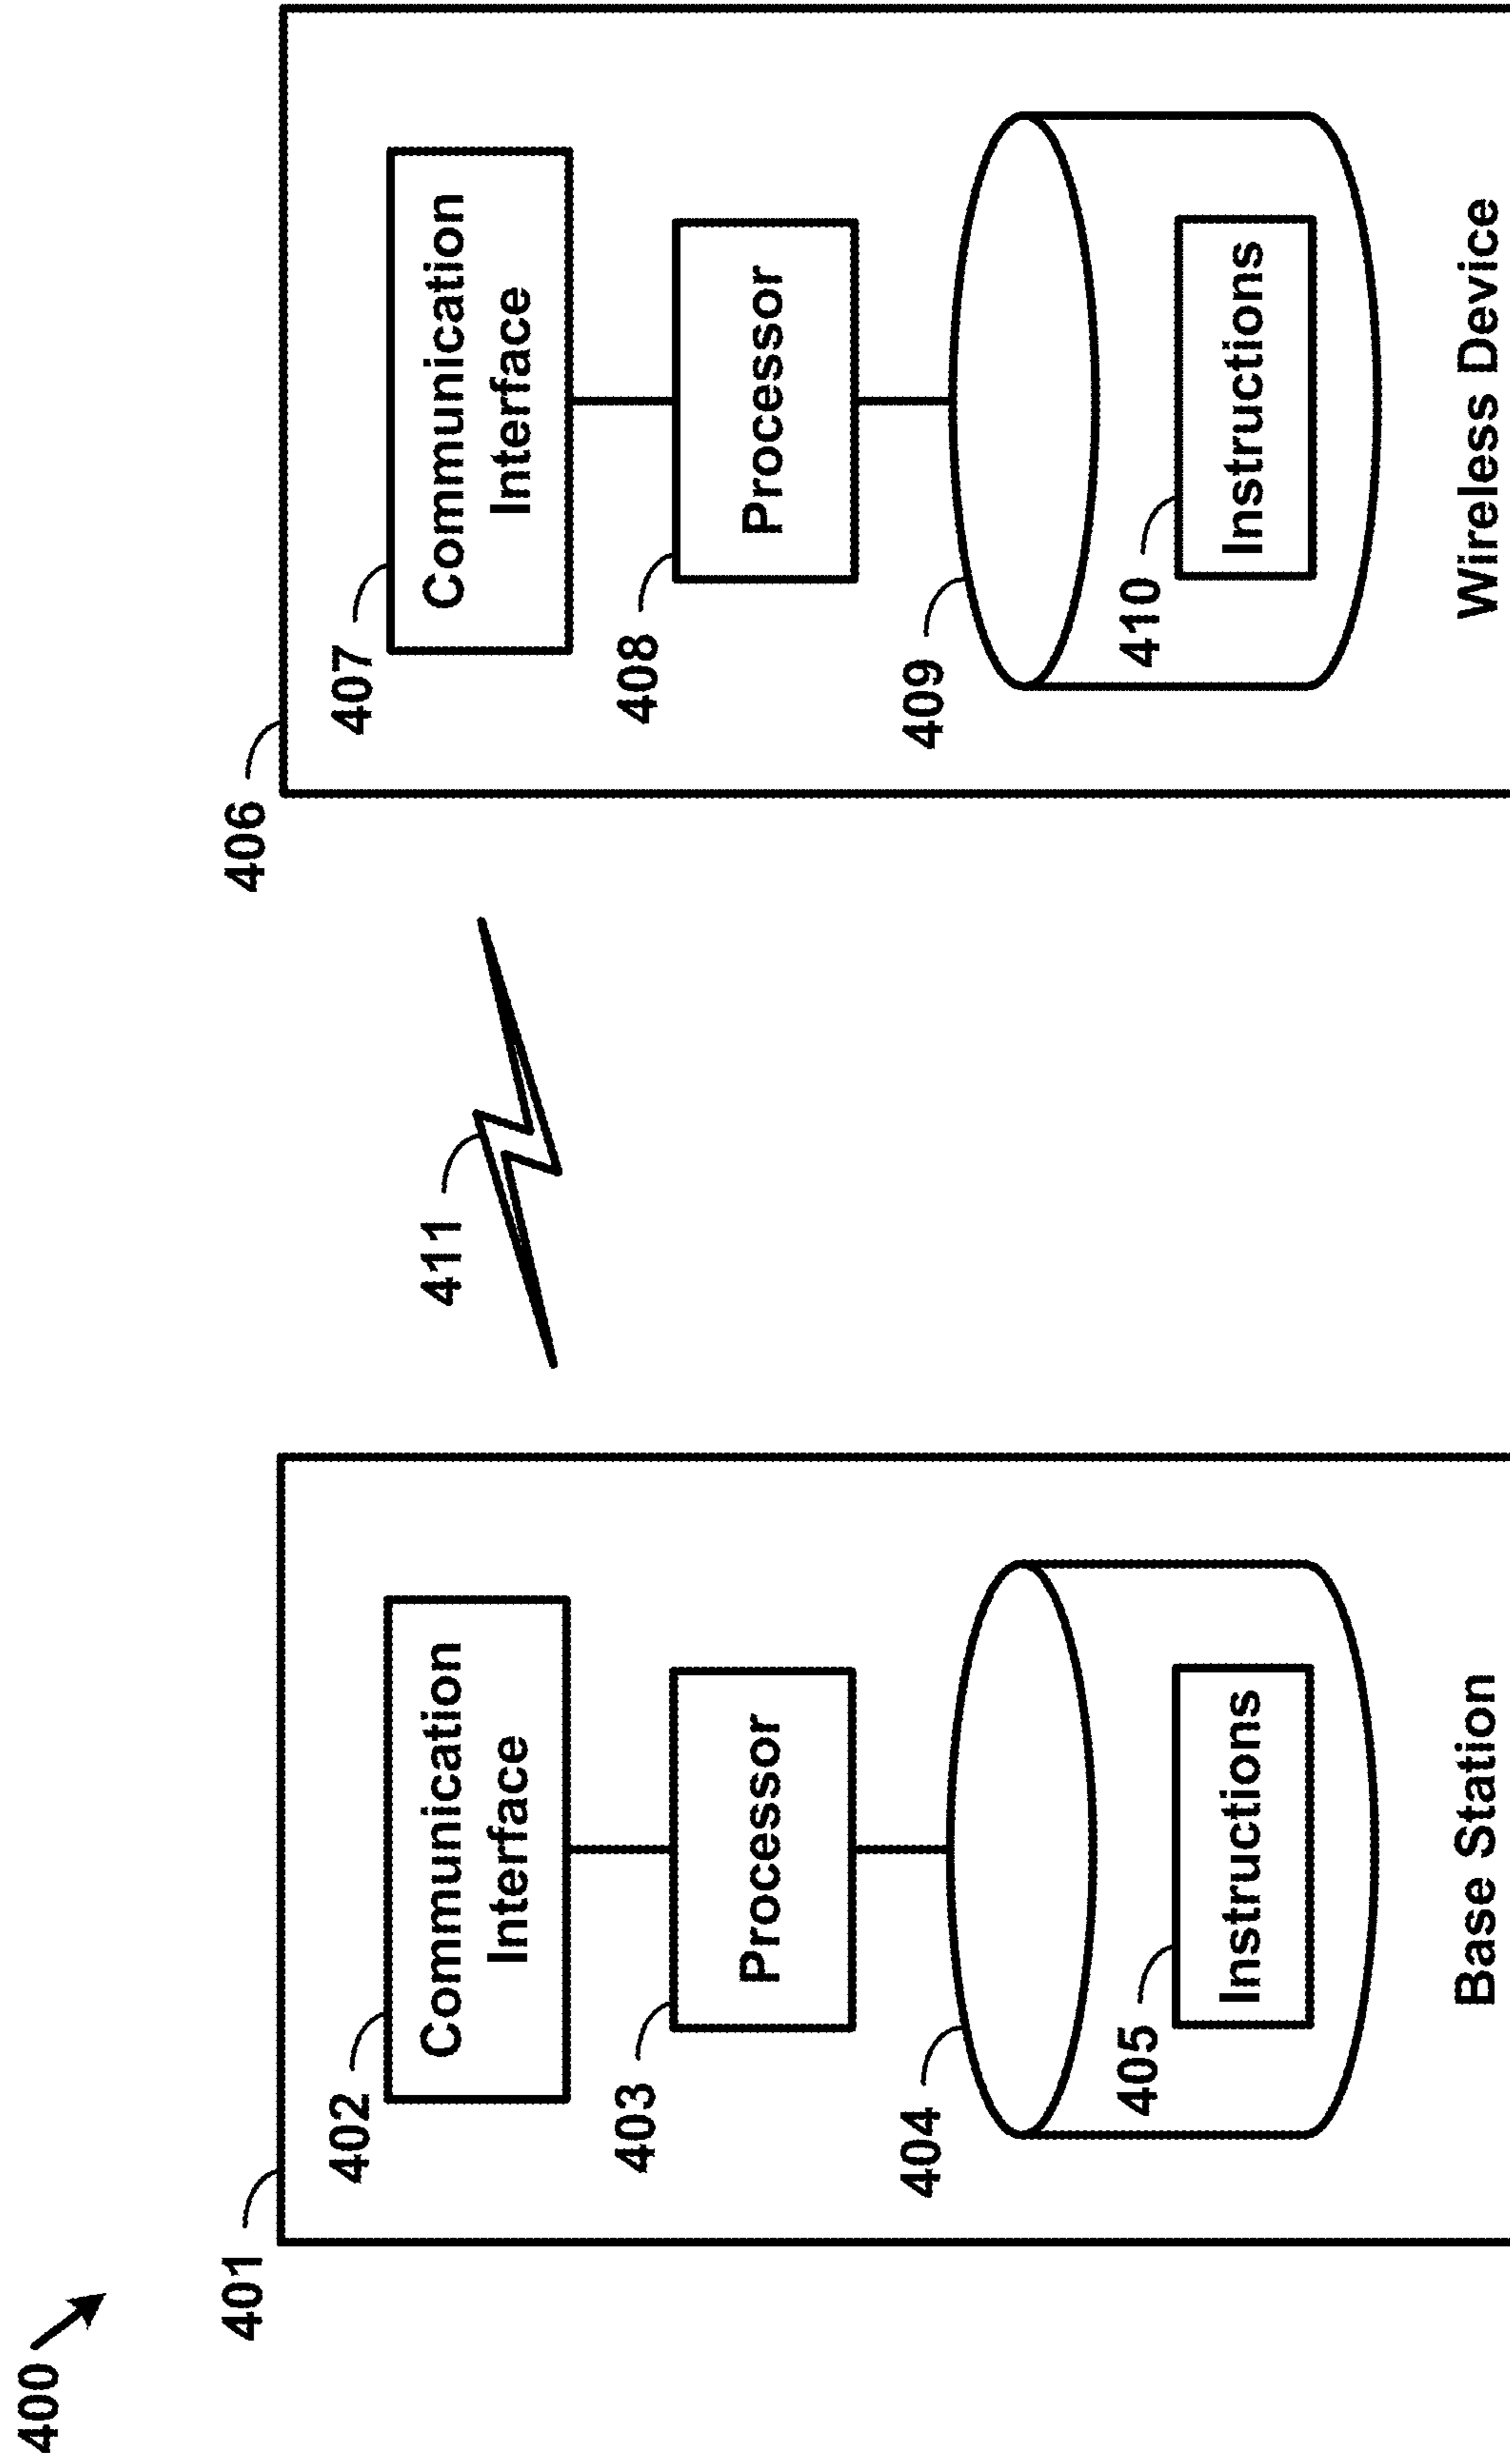 400
401
402
Communication
Interface
403
Processor
404
405
Instructions
Base Station
411
406
407
Communication
Interface
408
Processor
409
410
Instructions
Wireless Device